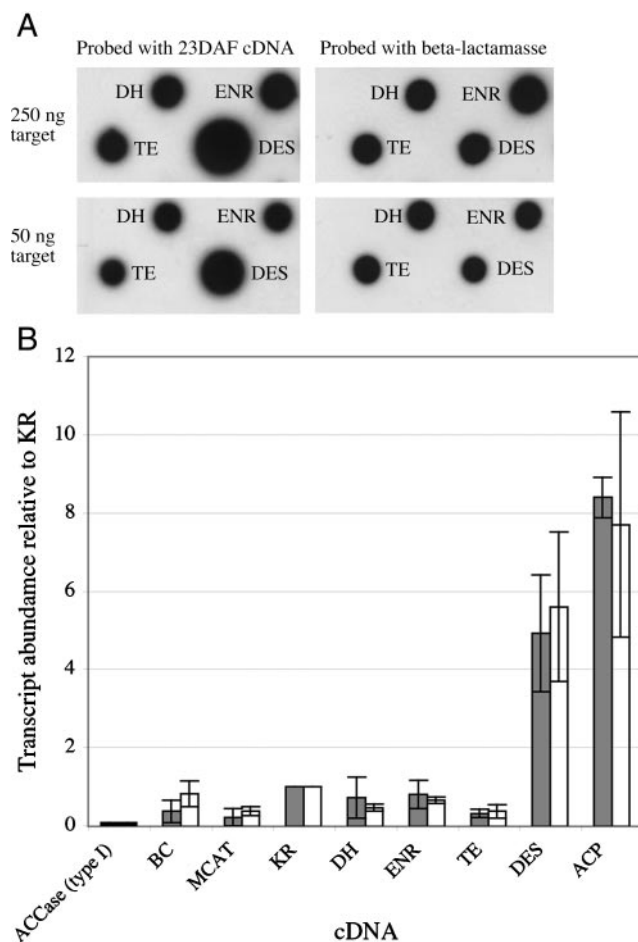 A
Probed with 23DAF cDNA
Probed with beta-lactamasse
250 ng
target
DH
ENR
TE
DES
DH
ENR
TE
DES
50 ng
target
DH
ENR
TE
DES
DH
ENR
TE
DES
B
Transcript abundamce relative to KR
12
10
8
6
4
2
0
ACCase (type I)
BC
MCAT
KR
DH
ENR
TE
DES
ACP
cDNA